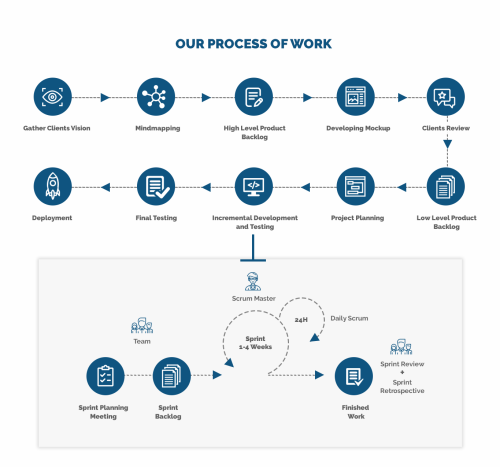 OUR PROCESS OF WORK
Gather Clients Vision
Mindmapping
High Level Product
Backlog
Developing Mockup
Clients Review
Deployment
Final Testing
Incremental Development
and Testing
Project Planning
Low Level Product
Backlog
Scrum Master
Team
24H
Daily Scrum
Sprint
1-4 Weeks
Sprint Review
+
Sprint
Retrospective
Sprint Planning
Meeting
Sprint
Backlog
Finished
Work